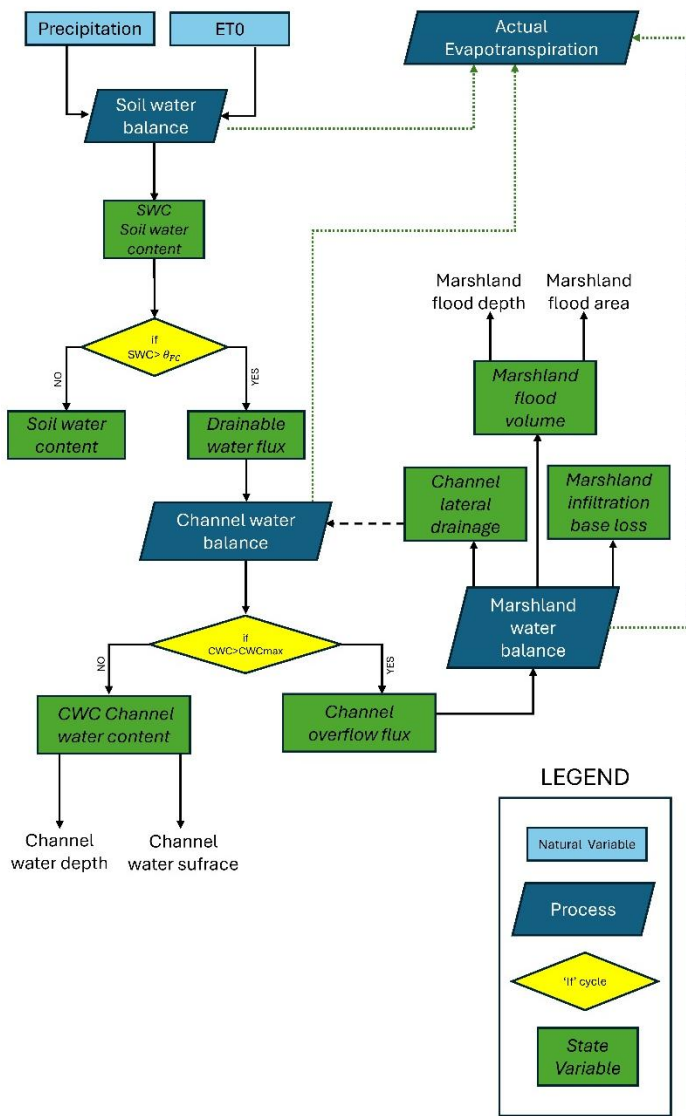 Precipitation
ET0
Actual
Evapotranspiration
Soil water
balance
SWC
Soil water
content
if
SWC> θ_FC
NO
YES
Soil water
content
Drainable
water flux
Marshland
flood depth
Marshland
flood area
Marshland
flood
volume
Channel
lateral
drainage
Marshland
infiltration
base loss
Channel water
balance
Marshland
water
balance
if
CWC>CWCmax
NO
YES
CWC Channel
water content
Channel
overflow flux
Channel
water depth
Channel
water sufrace
LEGEND
Natural Variable
Process
'If' cycle
State
Variable